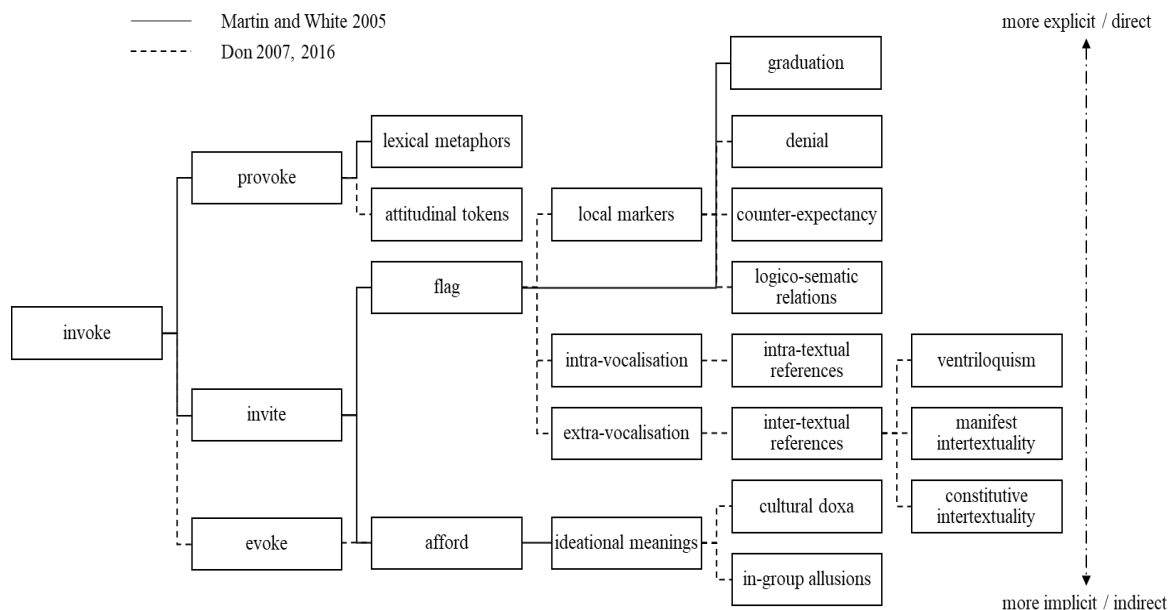 Martin and White 2005
more explicit / direct
Don 2007, 2016
graduation
lexical metaphors
denial
provoke
attitudinal tokens
local markers
counter-expectancy
flag
logico-sematic
relations
invoke
intra-vocalisation
intra-textual
references
ventriloquism
invite
extra-vocalisation
inter-textual
references
manifest
intertextuality
cultural doxa
constitutive
intertextuality
evoke
afford
ideational meanings
in-group allusions
more implicit / indirect